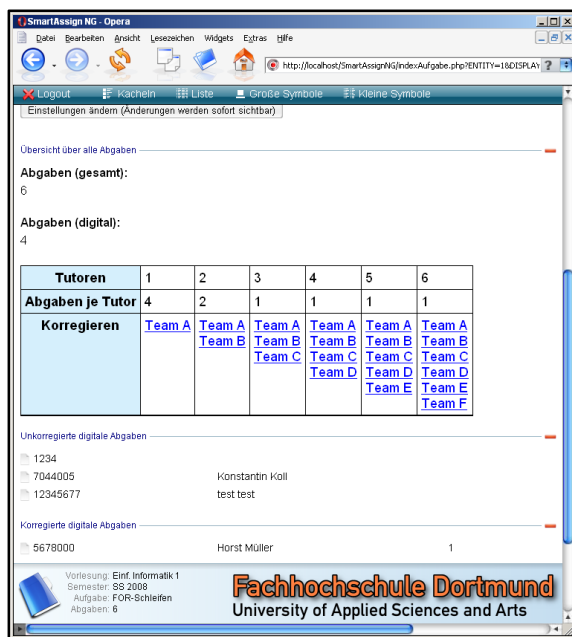 SmartAssign NG - Opera
Datei Bearbeiten Ansicht Lesezeichen Widgets Extras Hilfe
http://localhost/SmartAssignNG/indexAufgabe.php?ENTITY=1&DISPLAY ?
Logout Kacheln Liste Große Symbole Kleine Symbole
Einstellungen ändern (Änderungen werden sofort sichtbar)
Übersicht über alle Abgaben
Abgaben (gesamt):
6
Abgaben (digital):
4
Tutoren 1 2 3 4 5 6
Abgaben je Tutor 4 2 1 1 1 1
Korregieren Team A Team A Team A Team A Team A Team A
Team B Team B Team B Team B Team B
Team C Team C Team C Team C
Team D Team D Team D
Team E Team E
Team F
Unkorregierte digitale Abgaben
1234
7044005 Konstantin Koll
12345677 test test
Korregierte digitale Abgaben
5678000 Horst Müller 1
Vorlesung: Einf. Informatik 1
Semester: SS 2008
Aufgabe: FOR-Schleifen
Abgaben: 6
Fachhochschule Dortmund
University of Applied Sciences and Arts